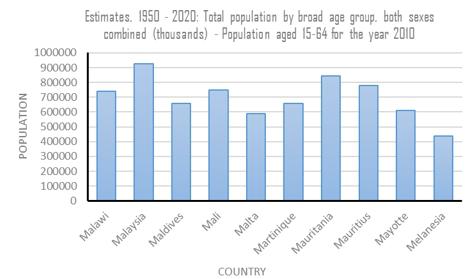 Estimates. 1950 - 2020: Total population by broad age group. both sexes
combined (thousands) - Population aged 15-64 for the year 2010
1000000
900000
800000
700000
600000
500000
400000
300000
200000
100000
0
POPULATION
Malawi
Malaysia
Maldives
Mali
Malta
Martinique
Mauritania
Mauritius
Mayotte
Melanesia
COUNTRY